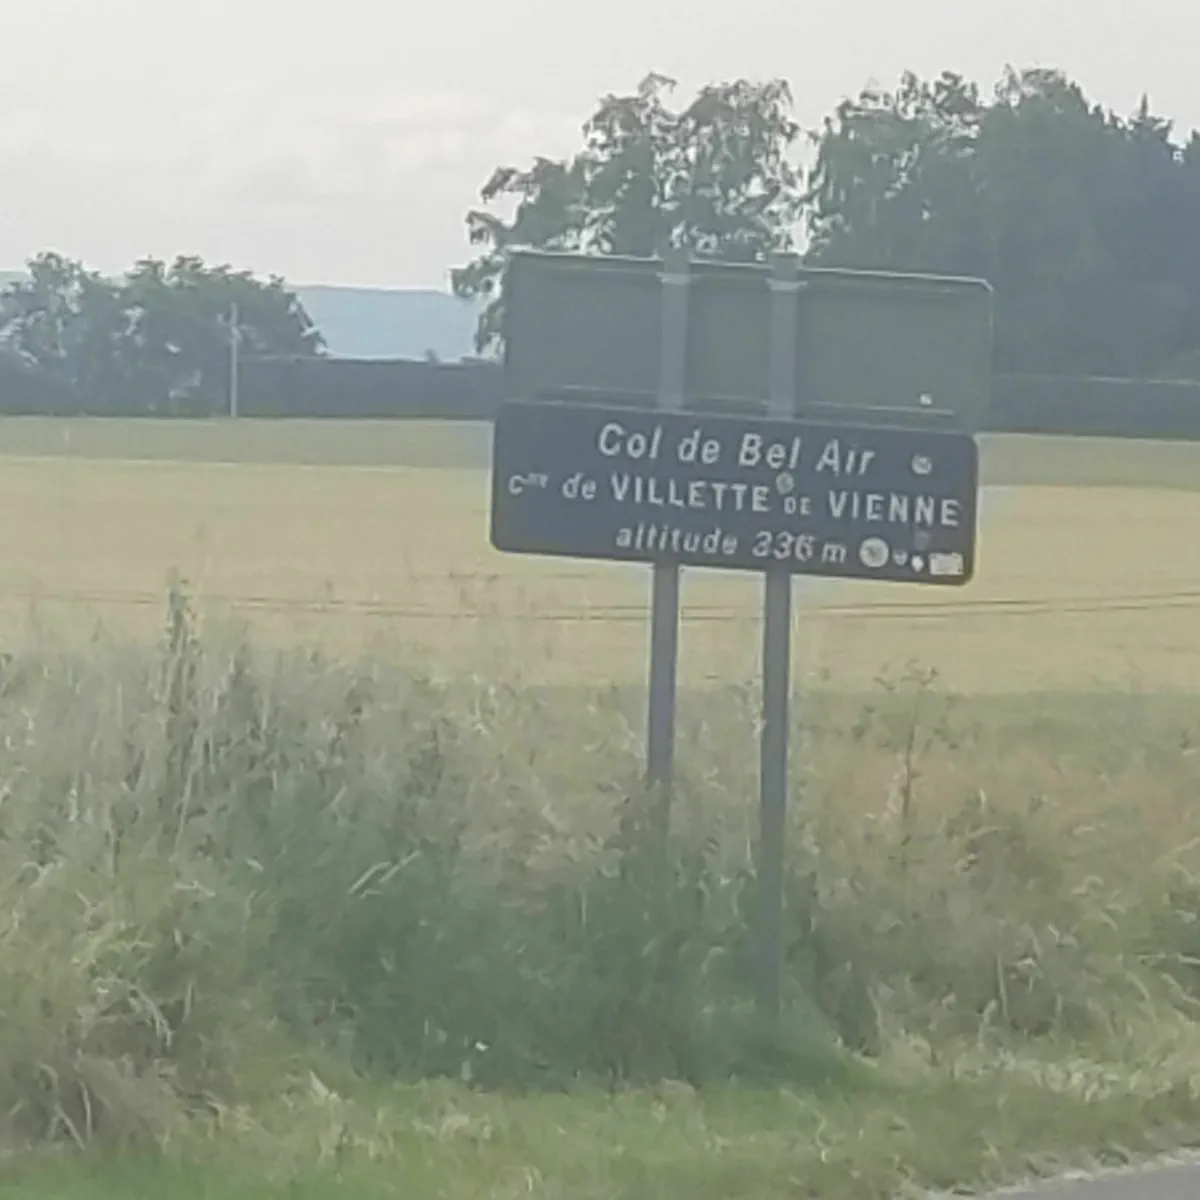 Col de Bel Air
Cne de VILLETTE DE VIENNE
altitude 336 m